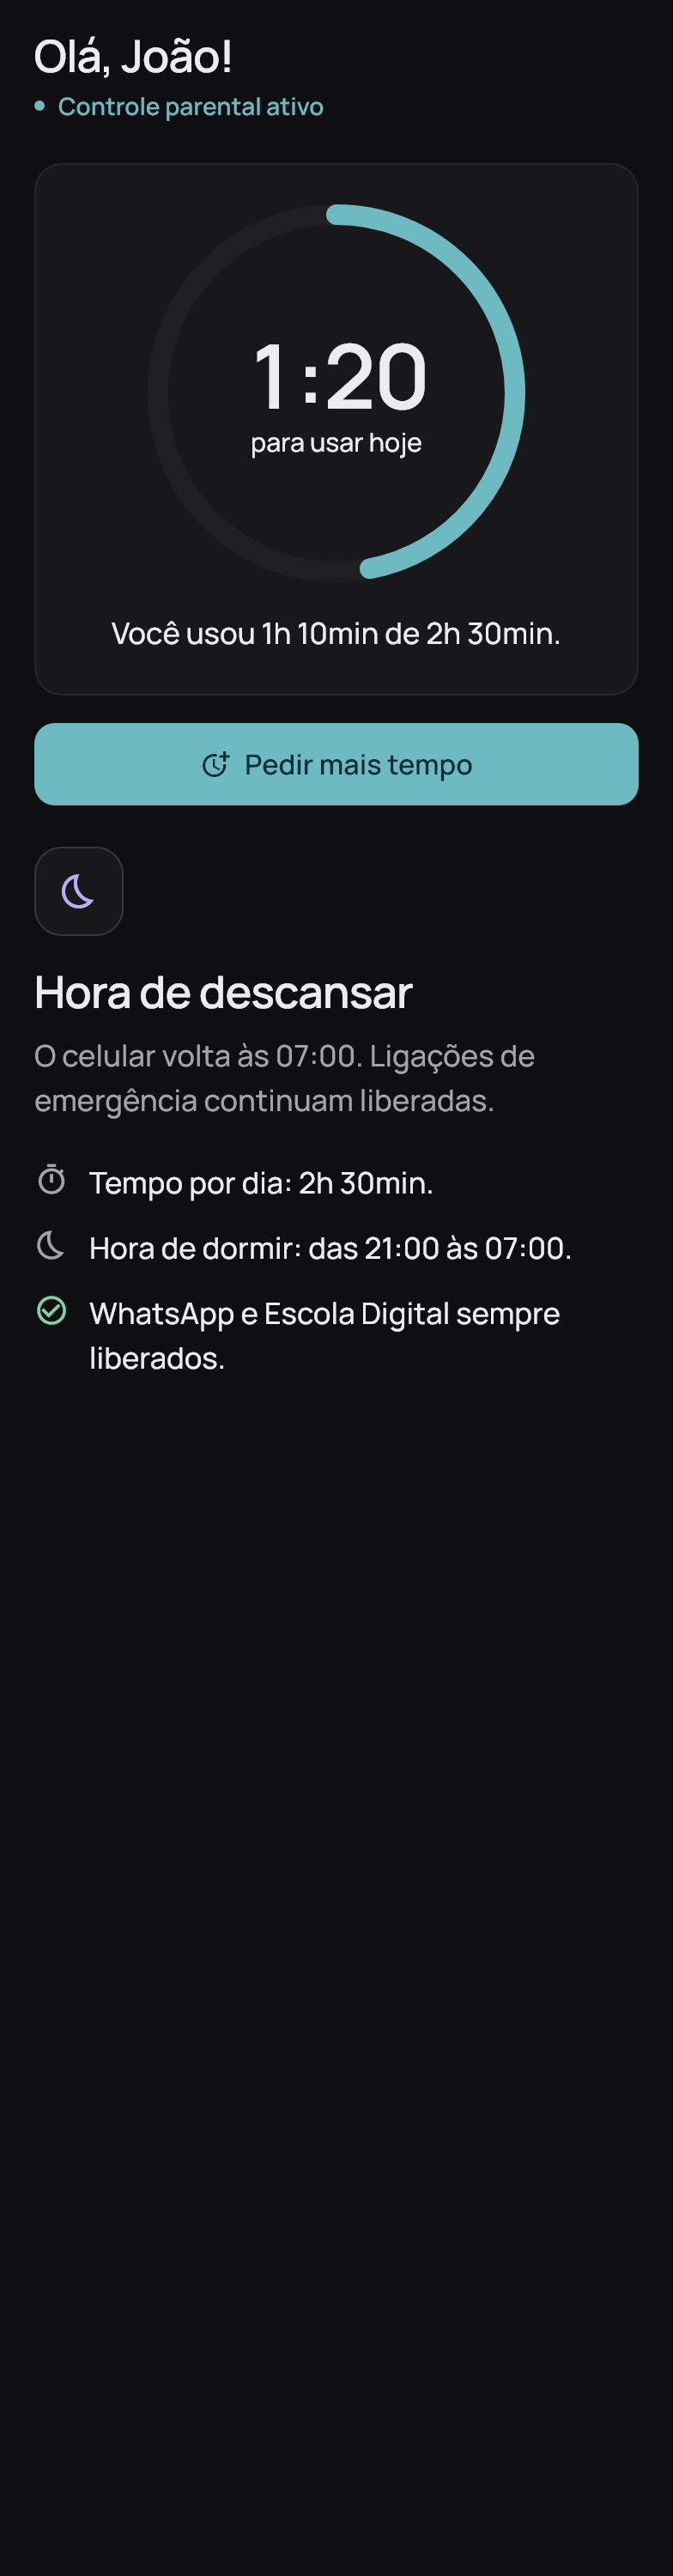 Olá, João!
Controle parental ativo
1:20
para usar hoje
Você usou 1h 10min de 2h 30min.
Pedir mais tempo
Hora de descansar
O celular volta às 07:00. Ligações de
emergência continuam liberadas.
Tempo por dia: 2h 30min.
Hora de dormir: das 21:00 às 07:00.
WhatsApp e Escola Digital sempre
liberados.